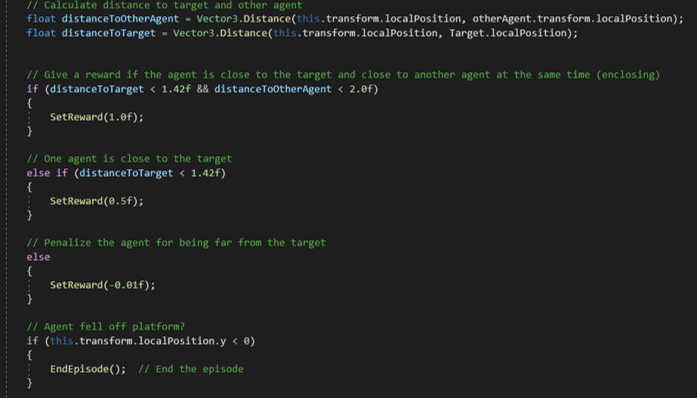 // Calculate distance to target and other agent
float distanceToOtherAgent = Vector3.Distance(this.transform.localPosition, otherAgent.transform.localPosition);
float distanceToTarget = Vector3.Distance(this.transform.localPosition, Target.localPosition);
// Give a reward if the agent is close to the target and close to another agent at the same time (enclosing)
if (distanceToTarget < 1.42f && distanceToOtherAgent < 2.0f)
{
SetReward(1.0f);
}
// One agent is close to the target
else if (distanceToTarget < 1.42f)
{
SetReward(0.5f);
}
// Penalize the agent for being far from the target
else
{
SetReward(-0.01f);
}
// Agent fell off platform?
if (this.transform.localPosition.y < 0)
{
EndEpisode(); // End the episode
}